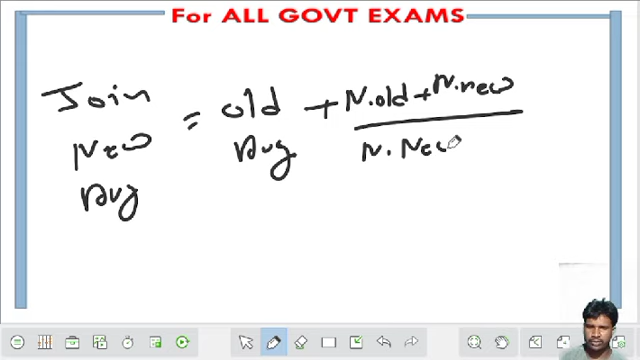 For ALL GOVT EXAMS
Join New Avg = old Avg + N.old + N.new / N. New